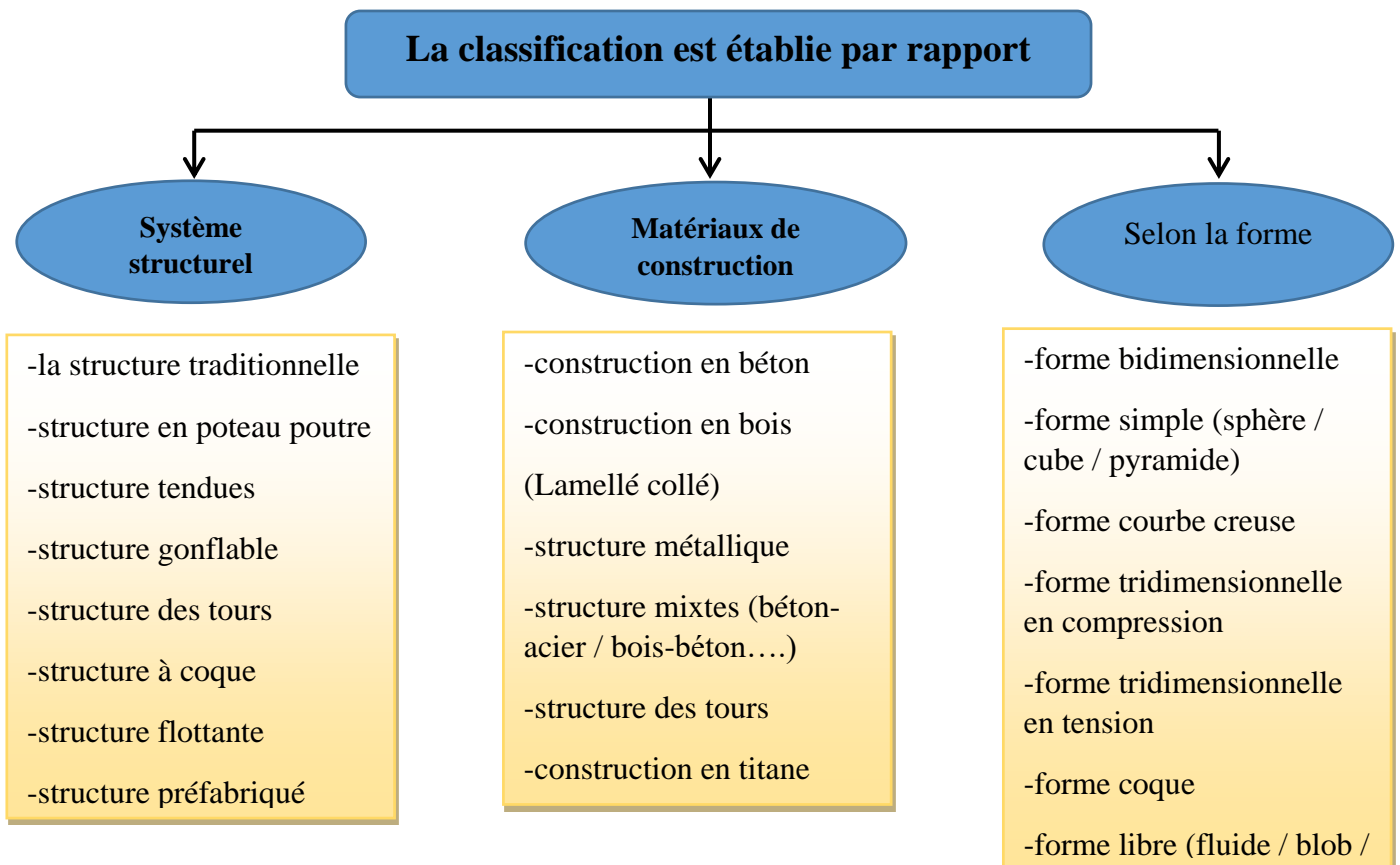 La classification est établie par rapport
Système
structurel
Matériaux de
construction
Selon la forme
-la structure traditionnelle
-structure en poteau poutre
-structure tendues
-structure gonflable
-structure des tours
-structure à coque
-structure flottante
-structure préfabriqué
-construction en béton
-construction en bois
(Lamellé collé)
-structure métallique
-structure mixtes (béton-
acier / bois-béton….)
-structure des tours
-construction en titane
-forme bidimensionnelle
-forme simple (sphère /
cube / pyramide)
-forme courbe creuse
-forme tridimensionnelle
en compression
-forme tridimensionnelle
en tension
-forme coque
-forme libre (fluide / blob /